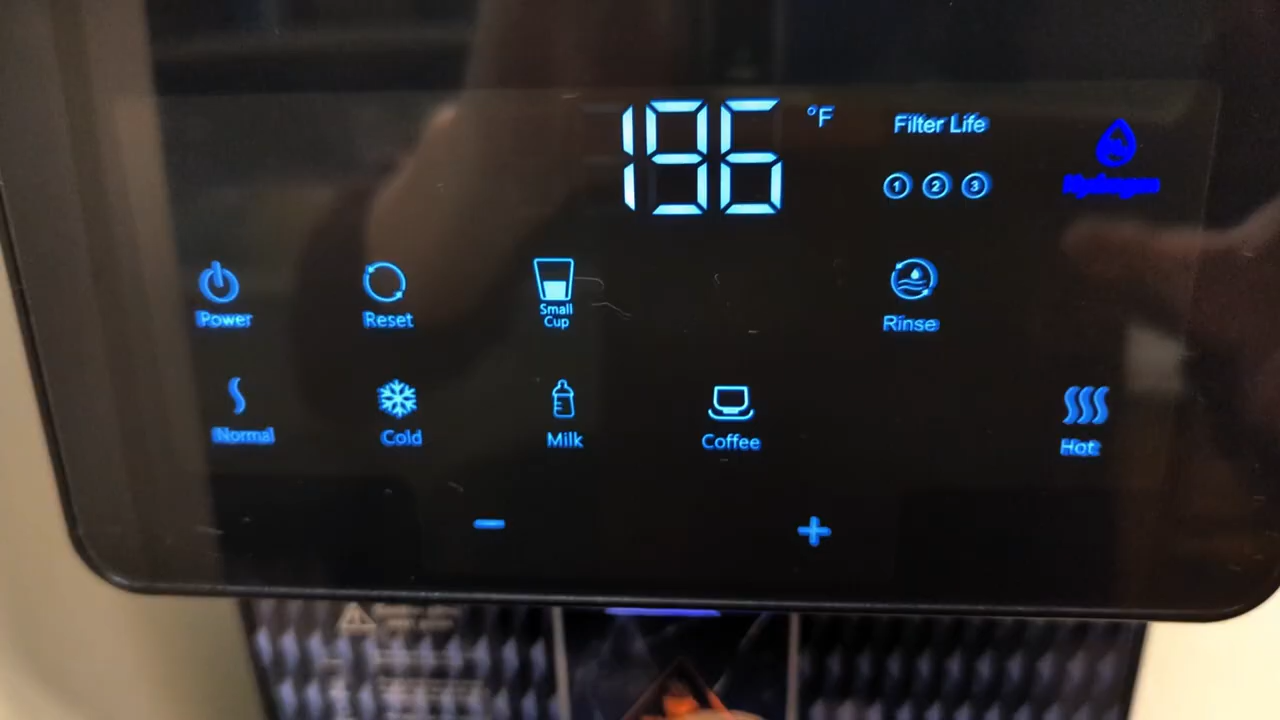 196 °F
Filter Life
1 2 3
Hydrogen
Power
Reset
Small
Cup
Rinse
Normal
Cold
Milk
Coffee
Hot
- +